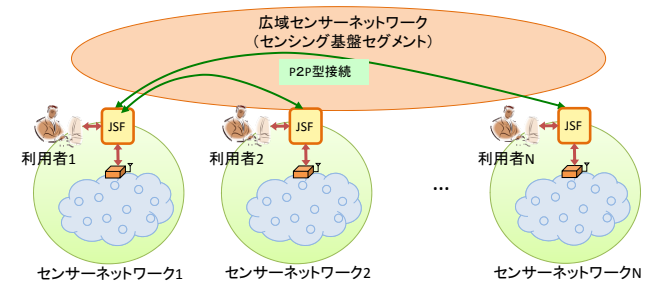 広域センサーネットワーク
（センシング基盤セグメント）
P2P型接続
JSF
JSF
JSF
利用者1
利用者2
利用者N
…
センサーネットワーク1
センサーネットワーク2
センサーネットワークN